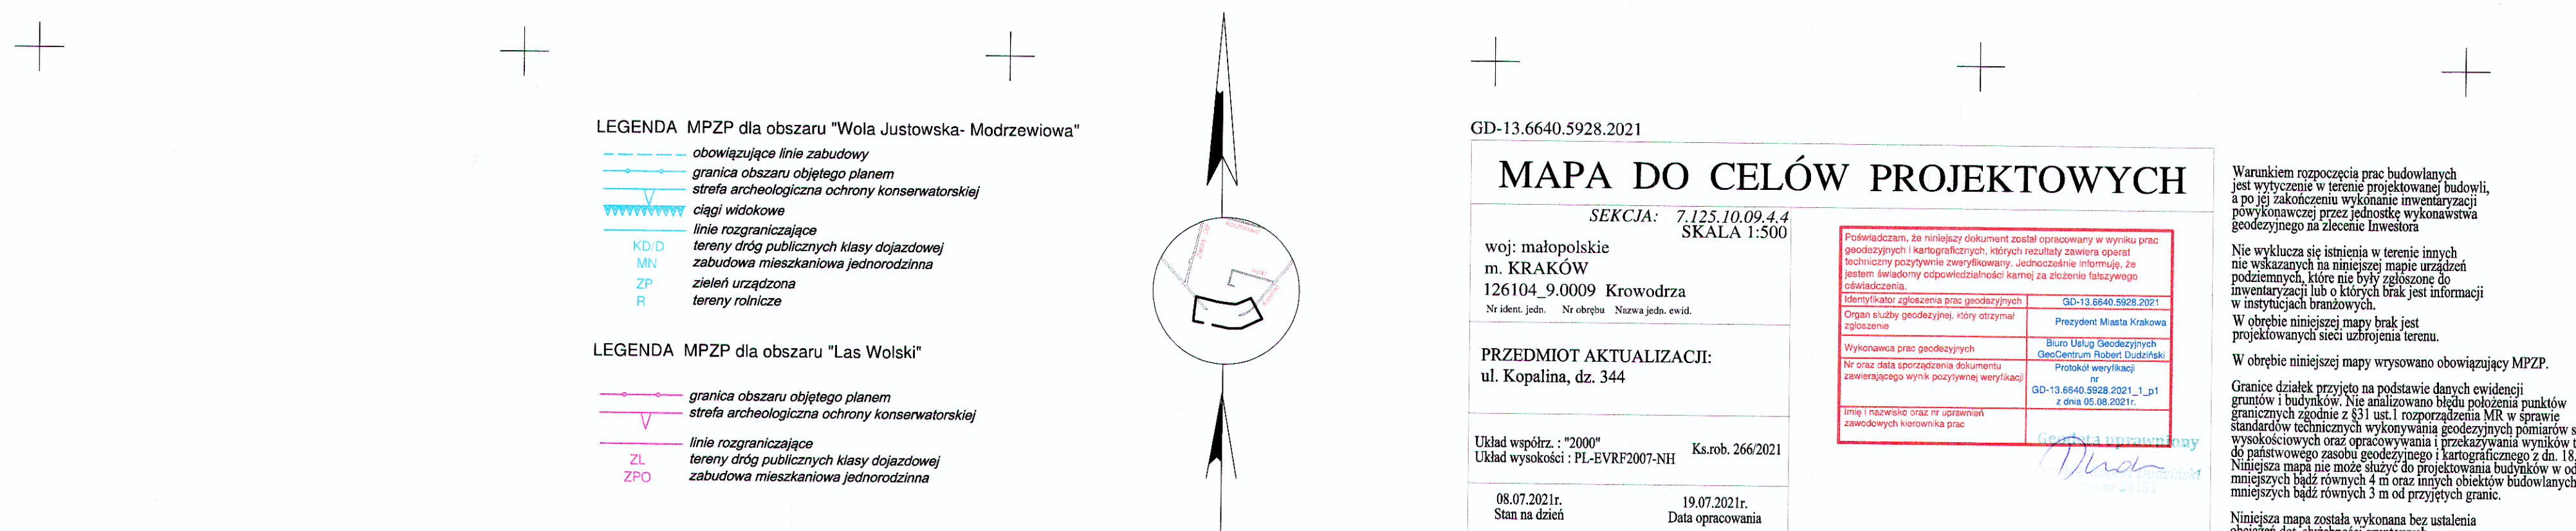 LEGENDA MPZP dla obszaru "Wola Justowska- Modrzewiowa"
obowiązujące linie zabudowy
granica obszaru objętego planem
strefa archeologiczna ochrony konserwatorskiej
ciągi widokowe
linie rozgraniczające
KD/D tereny dróg publicznych klasy dojazdowej
MN zabudowa mieszkaniowa jednorodzinna
ZP zieleń urządzona
R tereny rolnicze
LEGENDA MPZP dla obszaru "Las Wolski"
granica obszaru objętego planem
strefa archeologiczna ochrony konserwatorskiej
linie rozgraniczające
ZL tereny dróg publicznych klasy dojazdowej
ZPO zabudowa mieszkaniowa jednorodzinna
GD-13.6640.5928.2021
MAPA DO CELÓW PROJEKTOWYCH
SEKCJA: 7.125.10.09.4.4
SKALA 1:500
woj: małopolskie
m. KRAKÓW
126104_9.0009 Krowodrza
Nr ident. jedn. Nr obrębu Nazwa jedn. ewid.
PRZEDMIOT AKTUALIZACJI:
ul. Kopalina, dz. 344
Układ współrz. : "2000"
Układ wysokości : PL-EVRF2007-NH
Ks.rob. 266/2021
08.07.2021r.
Stan na dzień
19.07.2021r.
Data opracowania
Poświadczam, że niniejszy dokument został opracowany w wyniku prac
geodezyjnych i kartograficznych, których rezultaty zawiera operat
techniczny pozytywnie zweryfikowany. Jednocześnie informuję, że
jestem świadomy odpowiedzialności karnej za złożenie fałszywego
oświadczenia.
Identyfikator zgłoszenia prac geodezyjnych GD-13.6640.5928.2021
Organ służby geodezyjnej, który otrzymał
zgłoszenie
Prezydent Miasta Krakowa
Wykonawca prac geodezyjnych
Biuro Usług Geodezyjnych
GeoCentrum Robert Dudziński
Nr oraz data sporządzenia dokumentu
zawierającego wynik pozytywnej weryfikacji
Protokół weryfikacji
nr
GD-13.6640.5928.2021_1_p1
z dnia 05.08.2021r.
Imię i nazwisko oraz nr uprawnień
zawodowych kierownika prac
Geodeta uprawniony
Warunkiem rozpoczęcia prac budowlanych
jest wytyczenie w terenie projektowanej budowli,
a po jej zakończeniu wykonanie inwentaryzacji
powykonawczej przez jednostkę wykonawstwa
geodezyjnego na zlecenie Inwestora
Nie wyklucza się istnienia w terenie innych
nie wskazanych na niniejszej mapie urządzeń
podziemnych, które nie były zgłoszone do
inwentaryzacji lub o których brak jest informacji
w instytucjach branżowych.
W obrębie niniejszej mapy brak jest
projektowanych sieci uzbrojenia terenu.
W obrębie niniejszej mapy wrysowano obowiązujący MPZP.
Granice działek przyjęto na podstawie danych ewidencji
gruntów i budynków. Nie analizowano błędu położenia punktów
granicznych zgodnie z §31 ust.1 rozporządzenia MR w sprawie
standardów technicznych wykonywania geodezyjnych pomiarów s
wysokościowych oraz opracowywania i przekazywania wyników t
do państwowego zasobu geodezyjnego i kartograficznego z dn. 18.
Niniejsza mapa nie może służyć do projektowania budynków w od
mniejszych bądź równych 4 m oraz innych obiektów budowlanych
mniejszych bądź równych 3 m od przyjętych granic.
Niniejsza mapa została wykonana bez ustalenia